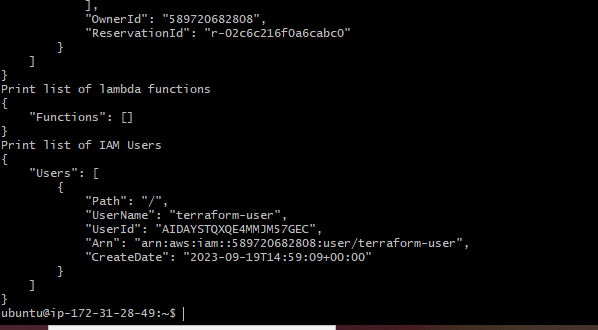 ],
"OwnerId": "589720682808",
"ReservationId": "r-02c6c216f0a6cabc0"
}
]
}
Print list of lambda functions
{
"Functions": []
}
Print list of IAM Users
{
"Users": [
{
"Path": "/",
"UserName": "terraform-user",
"UserId": "AIDAYSTQXQE4MMJM57GEC",
"Arn": "arn:aws:iam::589720682808:user/terraform-user",
"CreateDate": "2023-09-19T14:59:09+00:00"
}
]
}
ubuntu@ip-172-31-28-49:~$